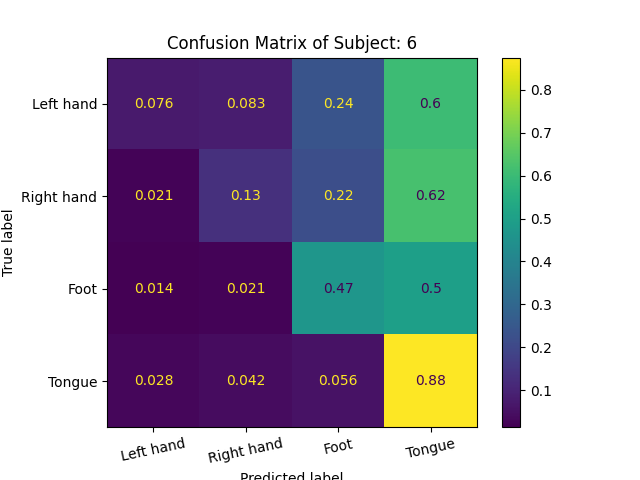 Confusion Matrix of Subject: 6
True label
Left hand 0.076 0.083 0.24 0.6
Right hand 0.021 0.13 0.22 0.62
Foot 0.014 0.021 0.47 0.5
Tongue 0.028 0.042 0.056 0.88
Left hand Right hand Foot Tongue
Predicted label
0.8
0.7
0.6
0.5
0.4
0.3
0.2
0.1